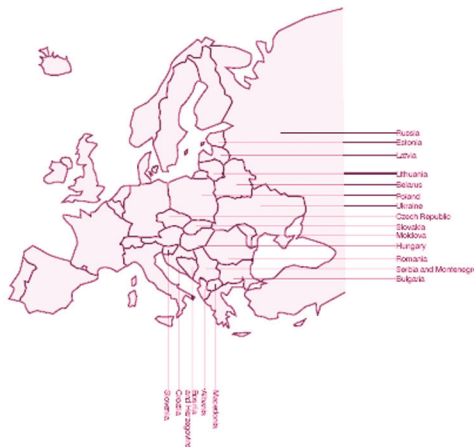 Russia
Estonia
Latvia
Lithuania
Belarus
Poland
Ukraine
Czech Republic
Slovakia
Moldova
Hungary
Romania
Serbia and Montenegr
Bulgaria
Slovenia
Croatia
Bosnia
and Herzegovina
Albania
Macedonia